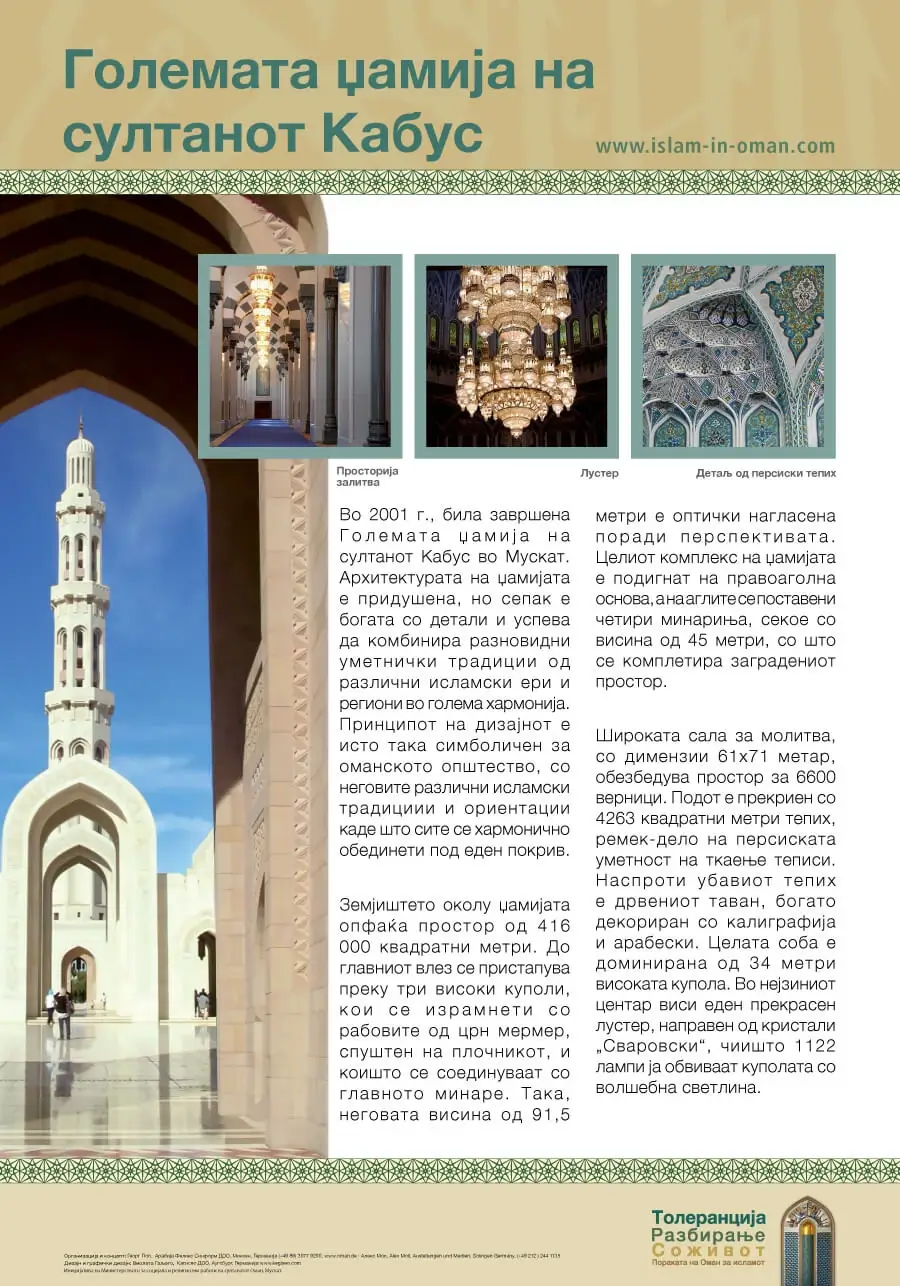 Големата џамија на
султанот Кабус
www.islam-in-oman.com
Просторија
залитва
Лустер
Детаљ од персиски тепих
Во 2001 г., била завршена
Големата џамија на
султанот Кабус во Мускат.
Архитектурата на џамијата
е придушена, но сепак е
богата со детали и успева
да комбинира разновидни
уметнички традиции од
различни исламски ери и
региони во голема хармонија.
Принципот на дизајнот е
исто така симболичен за
оманското општество, со
неговите различни исламски
традициии и ориентации
каде што сите се хармонично
обединети под еден покрив.
Земјиштето околу џамијата
опфаќа простор од 416
000 квадратни метри. До
главниот влез се пристапува
преку три високи куполи,
кои се израмнети со
рабовите од црн мермер,
спуштен на плочникот, и
коишто се соединуваат со
главното минаре. Така,
неговата висина од 91,5
метри е оптички нагласена
поради перспективата.
Целиот комплекс на џамијата
е подигнат на правоаголна
основа, а на аглите се поставени
четири минариња, секое со
висина од 45 метри, со што
се комплетира заградениот
простор.
Широката сала за молитва,
со димензии 61x71 метар,
обезбедува простор за 6600
верници. Подот е прекриен со
4263 квадратни метри тепих,
ремек-дело на персиската
уметност на ткаење теписи.
Наспроти убавиот тепих
е дрвениот таван, богато
декориран со калиграфија
и арабески. Целата соба е
доминирана од 34 метри
високата купола. Во нејзиниот
центар виси еден прекрасен
лустер, направен од кристали
„Сваровски“, чиишто 1122
лампи ја обвиваат куполата со
волшебна светлина.
Толеранција
Разбирање
Соживот
Пораката на Оман за исламот